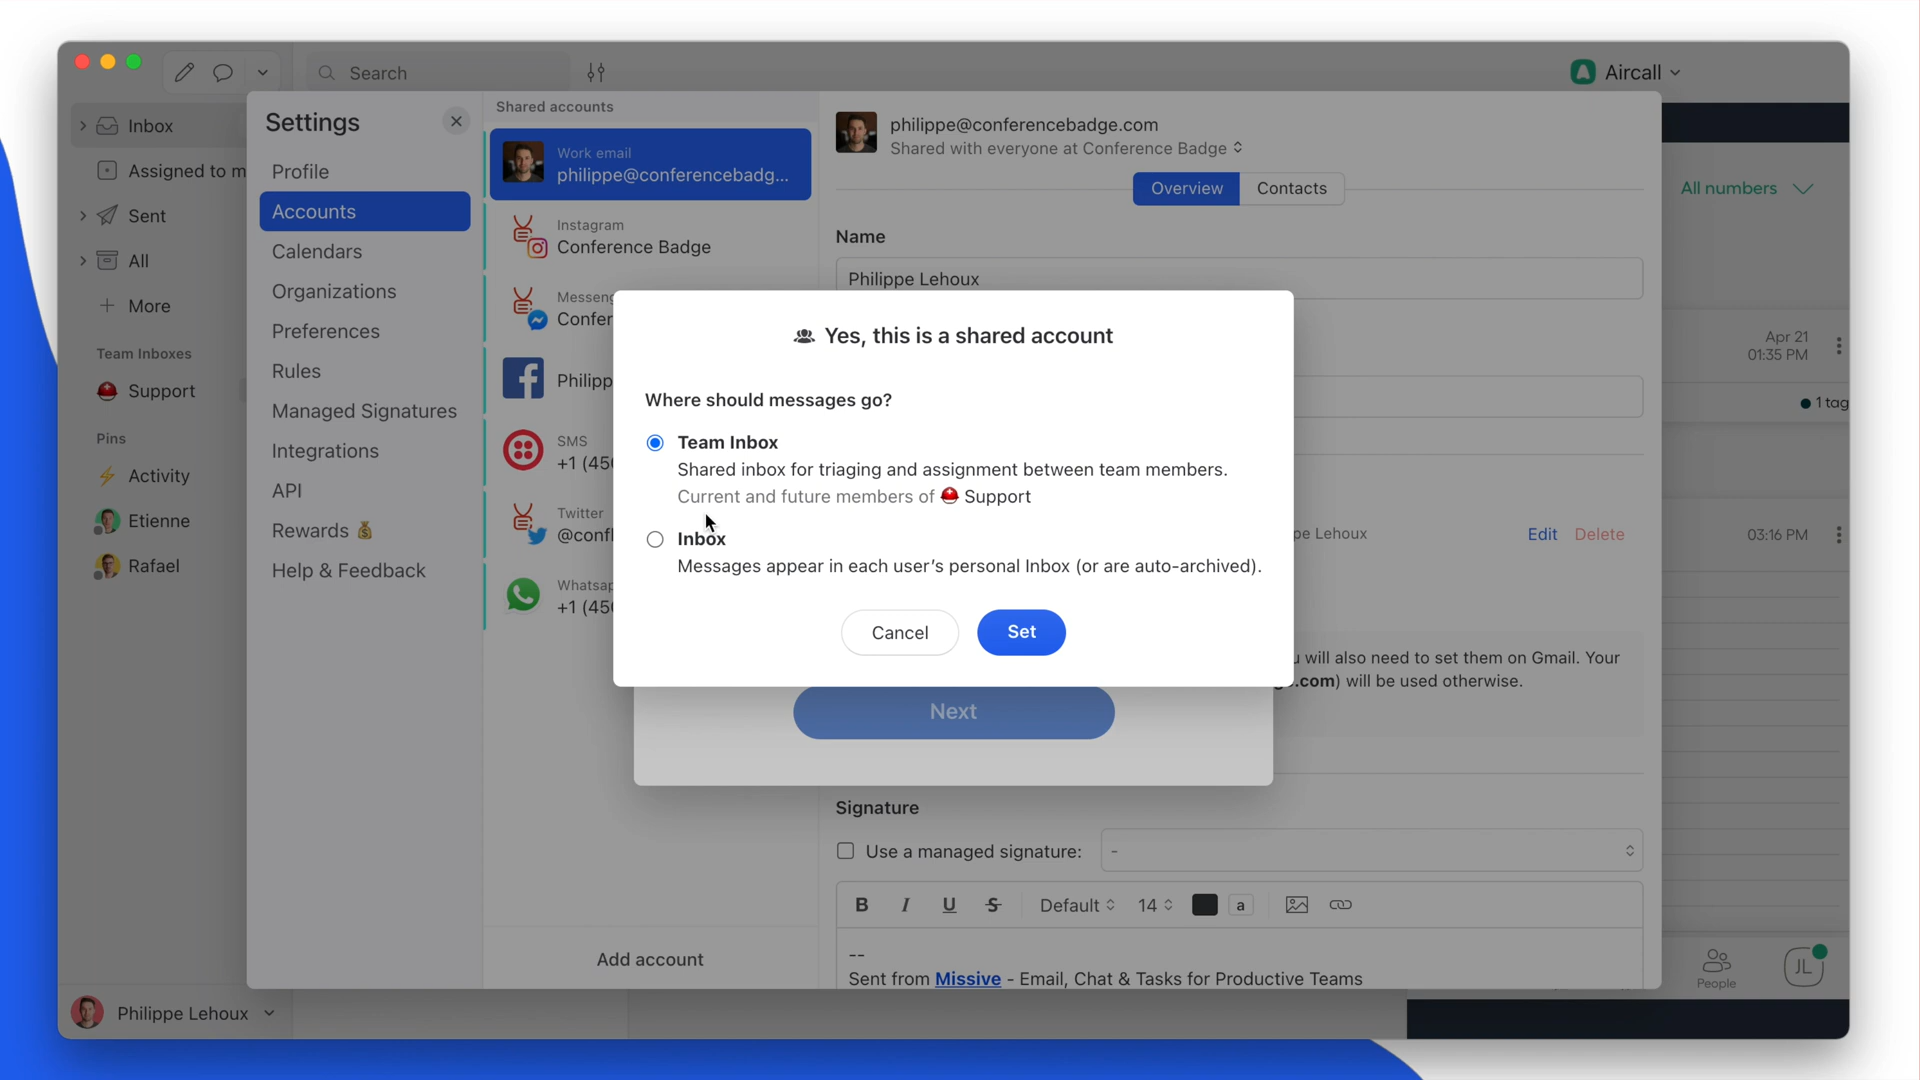 Search
Aircall
Inbox
Assigned to m
Sent
All
More
Team Inboxes
Support
Pins
Activity
Etienne
Rafael
Philippe Lehoux
Settings
Profile
Accounts
Calendars
Organizations
Preferences
Rules
Managed Signatures
Integrations
API
Rewards
Help & Feedback
Shared accounts
Work email
philippe@conferencebadg...
Instagram
Conference Badge
Messeng
Confer
Philipp
SMS
+1 (450
Twitter
@conf
Whatsap
+1 (450
Add account
philippe@conferencebadge.com
Shared with everyone at Conference Badge
Overview
Contacts
Name
Philippe Lehoux
Yes, this is a shared account
Where should messages go?
Team Inbox
Shared inbox for triaging and assignment between team members.
Current and future members of Support
Inbox
Messages appear in each user's personal Inbox (or are auto-archived).
Cancel
Set
Next
pe Lehoux
Edit
Delete
u will also need to set them on Gmail. Your
.com) will be used otherwise.
Signature
Use a managed signature:
-
B I U S Default 14 a
--
Sent from Missive - Email, Chat & Tasks for Productive Teams
All numbers
Apr 21
01:35 PM
1 tag
03:16 PM
People
JL